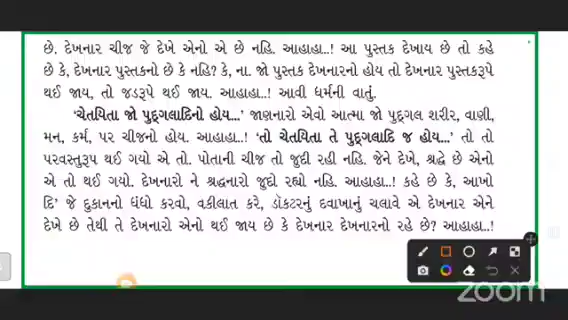 છે. દેખનાર ચીજ જે દેખે એનો એ છે નહિ. આહાહા..! આ પુસ્તક દેખાય છે તો કહે
છે કે, દેખનાર પુસ્તકનો છે કે નહિ? કે, ના. જો પુસ્તક દેખનારનો હોય તો દેખનાર પુસ્તકરૂપે
થઈ જાય, તો જડરૂપે થઈ જાય. આહાહા..! આવી ધર્મની વાતું.
‘ચેતયિતા જો પુદ્ગલાદિનો હોય...’ જાણનારો એવો આત્મા જો પુદ્ગલ શરીર, વાણી,
મન, કર્મ, પર ચીજનો હોય. આહાહા..! ‘તો ચેતયિતા તે પુદ્ગલાદિ જ હોય...’ તો તો
પરવસ્તુરૂપ થઈ ગયો એ તો. પોતાની ચીજ તો જુદી રહી નહિ. જેને દેખે, શ્રદ્ધે છે એનો
એ તો થઈ ગયો. દેખનારો ને શ્રદ્ધનારો જુદો રહ્યો નહિ. આહાહા..! કહે છે કે, આખો
દિ’ જે દુકાનનો ધંધો કરવો, વકીલાત કરે, ડૉકટરનું દવાખાનું ચલાવે એ દેખનાર એને
દેખે છે તેથી તે દેખનારો એનો થઈ જાય છે કે દેખનાર દેખનારનો રહે છે? આહાહા..!
zoom